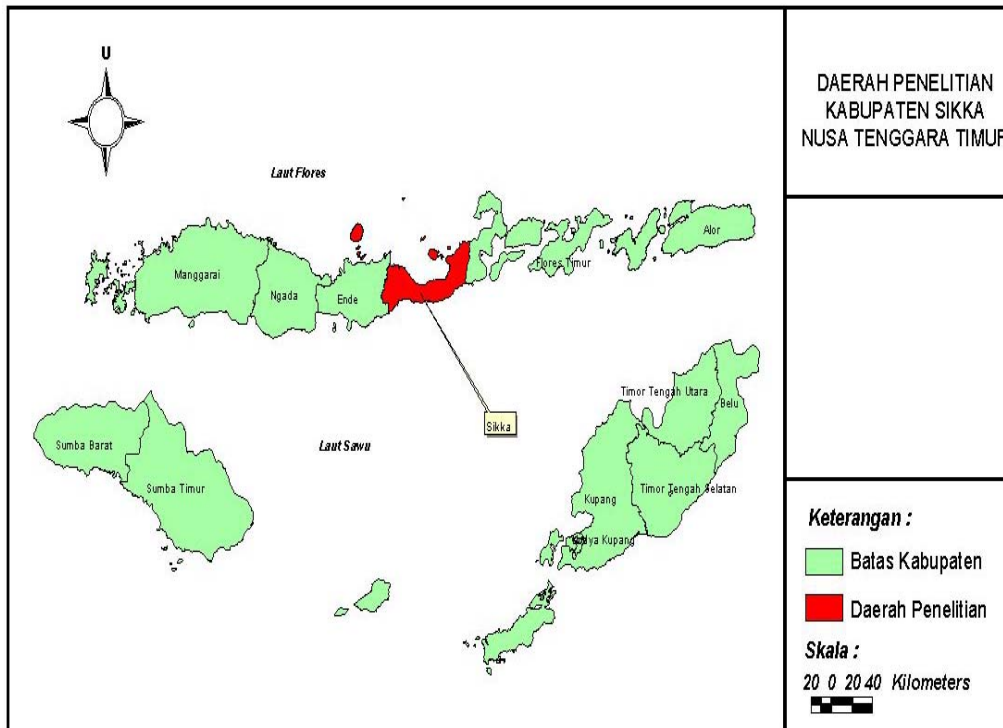 U
DAERAH PENELITIAN
KABUPATEN SIKKA
NUSA TENGGARA TIMUR
Laut Flores
Alor
Flores Timur
Manggarai
Ngada
Ende
Timor Tengah Utara
Belu
Sikka
Sumba Barat
Laut Sawu
Sumba Timur
Kupang
Timor Tengah Selatan
Kupang
Keterangan :
Batas Kabupaten
Daerah Penelitian
Skala :
20 0 20 40 Kilometers